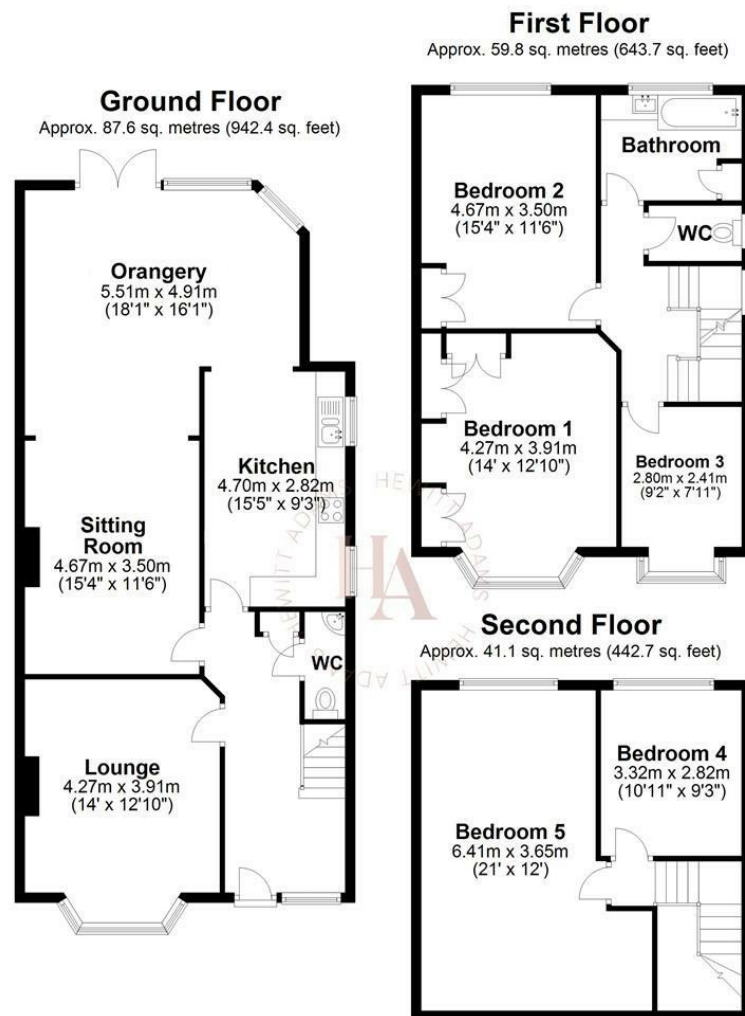 Ground Floor
Approx. 87.6 sq. metres (942.4 sq. feet)
Orangery
5.51m x 4.91m
(18'1" x 16'1")
Kitchen
4.70m x 2.82m
(15'5" x 9'3")
Sitting
Room
4.67m x 3.50m
(15'4" x 11'6")
WC
Lounge
4.27m x 3.91m
(14' x 12'10")
First Floor
Approx. 59.8 sq. metres (643.7 sq. feet)
Bedroom 2
4.67m x 3.50m
(15'4" x 11'6")
Bathroom
WC
Bedroom 1
4.27m x 3.91m
(14' x 12'10")
Bedroom 3
2.80m x 2.41m
(9'2" x 7'11")
Second Floor
Approx. 41.1 sq. metres (442.7 sq. feet)
Bedroom 4
3.32m x 2.82m
(10'11" x 9'3")
Bedroom 5
6.41m x 3.65m
(21' x 12')
HA
HEWITT ADAMS HEWITT ADAMS HEWITT ADAMS